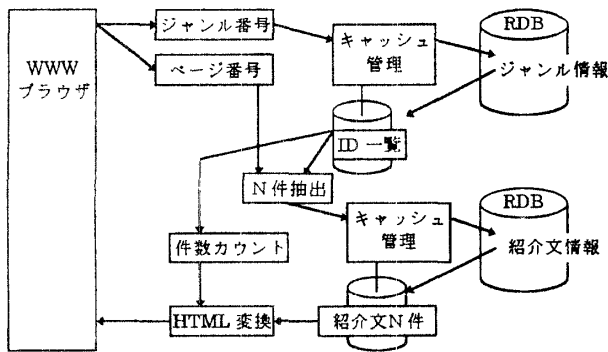 WWW
ブラウザ
ジャンル番号
ページ番号
キャッシュ
管理
RDB
ジャンル情報
ID 一覧
N件抽出
キャッシュ
管理
RDB
紹介文情報
件数カウント
HTML 変換
紹介文N件